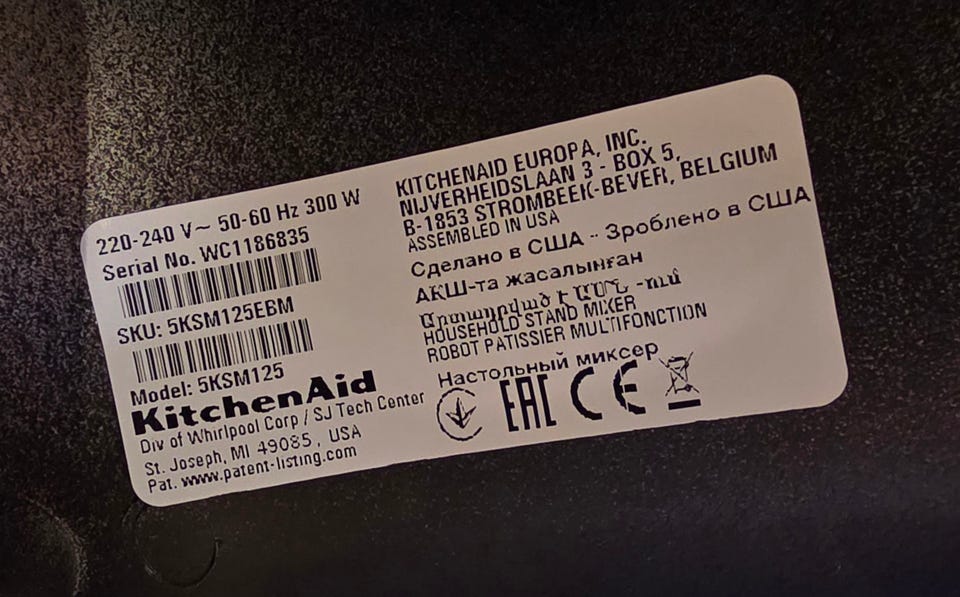 220-240 V~ 50-60 Hz 300 W
Serial No. WC1186835
SKU: 5KSM125EBM
Model: 5KSM125
KitchenAid
Div of Whirlpool Corp / SJ Tech Center
St. Joseph, MI 49085, USA
Pat. www.patent-listing.com
KITCHENAID EUROPA, INC.
NIJVERHEIDSLAAN 3 - BOX 5,
B-1853 STROMBEEK-BEVER, BELGIUM
ASSEMBLED IN USA
Сделано в США - Зроблено в США
АКШ-та жасалынған
Արտադրված է ԱՄՆ -ում
HOUSEHOLD STAND MIXER
ROBOT PATISSIER MULTIFONCTION
Настольный миксер
EAC CE